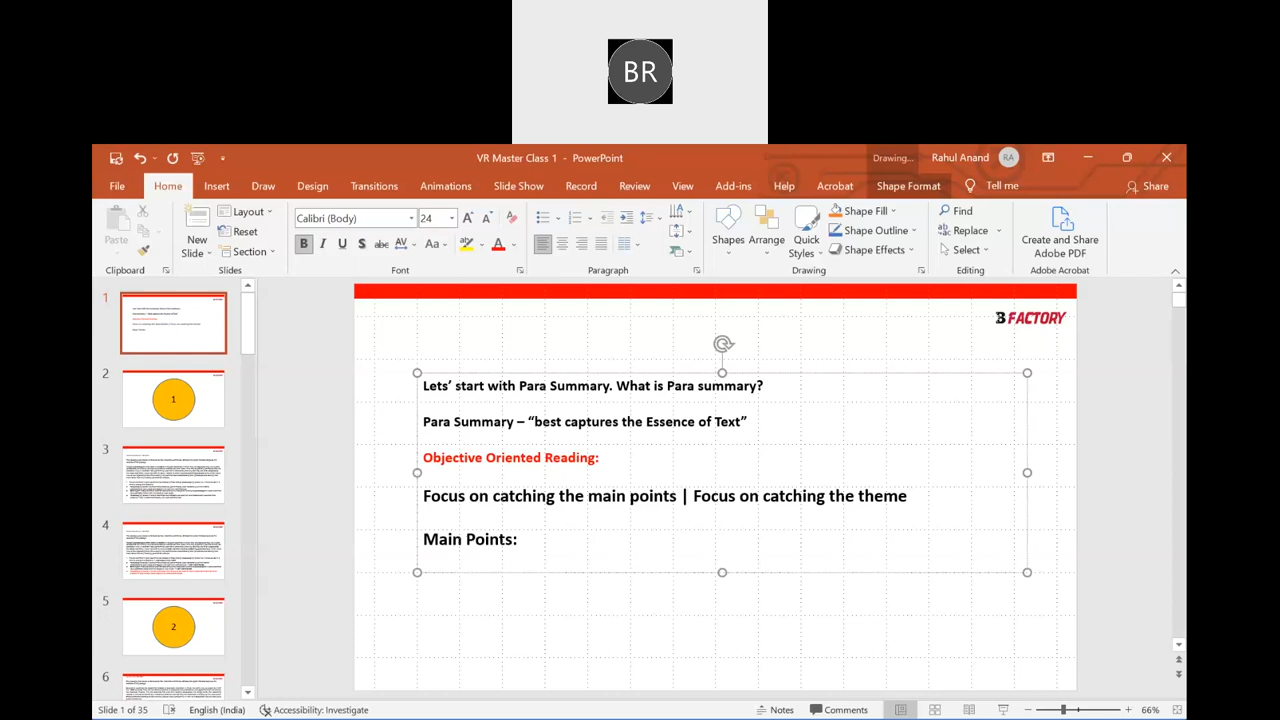 BR
VR Master Class 1 - PowerPoint
Drawing...
Rahul Anand
RA
File Home Insert Draw Design Transitions Animations Slide Show Record Review View Add-ins Help Acrobat Shape Format Tell me Share
Paste
Clipboard
New Slide
Layout
Reset
Section
Slides
Calibri (Body) 24
B I U S abc AV Aa A
Font
Paragraph
Shapes
Arrange
Quick Styles
Shape Fill
Shape Outline
Shape Effects
Drawing
Find
Replace
Select
Editing
Create and Share Adobe PDF
Adobe Acrobat
1
2
1
3
4
5
2
6
3 FACTORY
Lets’ start with Para Summary. What is Para summary?
Para Summary – “best captures the Essence of Text”
Objective Oriented Reading:
Focus on catching the main points | Focus on catching the theme
Main Points:
Slide 1 of 35 English (India) Accessibility: Investigate Notes Comments 66%